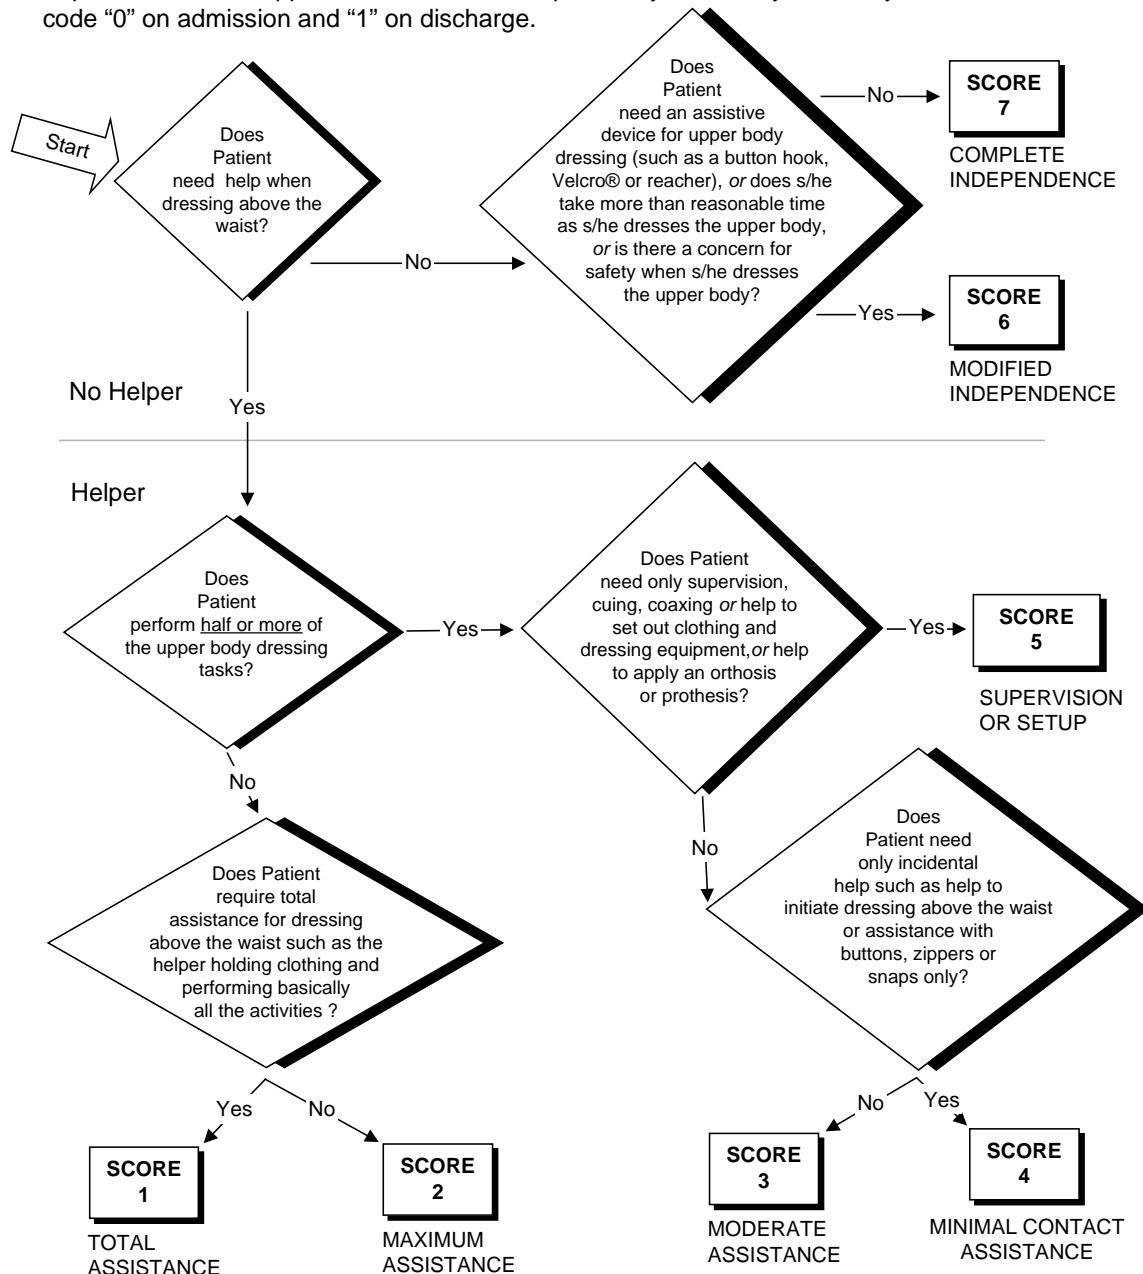 code “0” on admission and “1” on discharge.
Start
Does
Patient
need help when
dressing above the
waist?
No
Does
Patient
need an assistive
device for upper body
dressing (such as a button hook,
Velcro® or reacher), or does s/he
take more than reasonable time
as s/he dresses the upper body,
or is there a concern for
safety when s/he dresses
the upper body?
No
SCORE
7
COMPLETE
INDEPENDENCE
Yes
SCORE
6
MODIFIED
INDEPENDENCE
No Helper
Yes
Helper
Does
Patient
perform half or more of
the upper body dressing
tasks?
Yes
Does Patient
need only supervision,
cuing, coaxing or help to
set out clothing and
dressing equipment,or help
to apply an orthosis
or prothesis?
Yes
SCORE
5
SUPERVISION
OR SETUP
No
Does Patient
require total
assistance for dressing
above the waist such as the
helper holding clothing and
performing basically
all the activities ?
No
Does
Patient need
only incidental
help such as help to
initiate dressing above the waist
or assistance with
buttons, zippers or
snaps only?
Yes
No
SCORE
1
TOTAL
ASSISTANCE
SCORE
2
MAXIMUM
ASSISTANCE
No
Yes
SCORE
3
MODERATE
ASSISTANCE
SCORE
4
MINIMAL CONTACT
ASSISTANCE